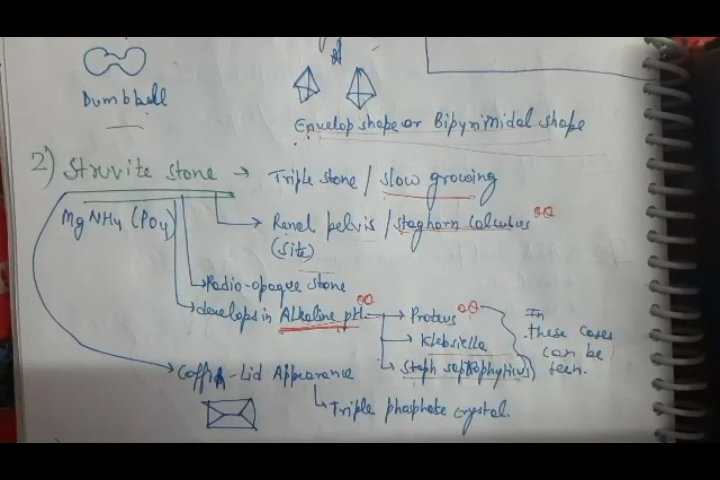 Dumbbell
Envelop shape or Bipyrimidal shape
2) Struvite stone → Triple stone / slow growing
MgNH4 (PO4)
→ Renal pelvis / staghorn Calculus
(site)
→ Radio-opaque stone
→ develops in Alkaline pH → Proteus
→ Klebsiella
→ Staph saprophyticus
In these cases can be seen.
→ Coffin-Lid Appearance
Triple phosphate crystal.